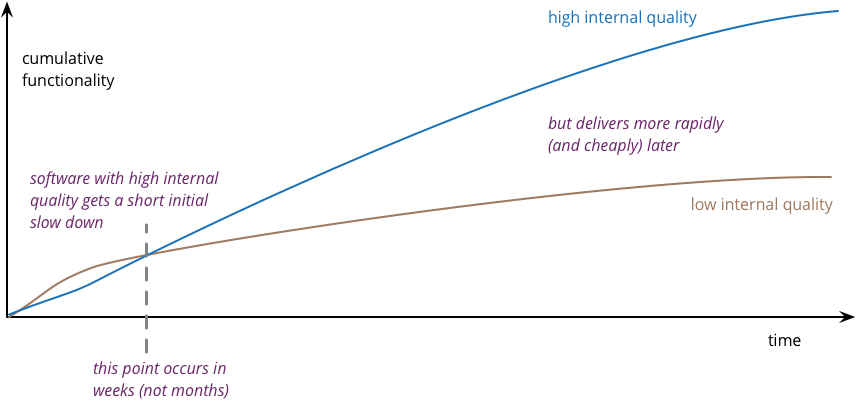 high internal quality
cumulative
functionality
but delivers more rapidly
(and cheaply) later
software with high internal
quality gets a short initial
slow down
low internal quality
time
this point occurs in
weeks (not months)